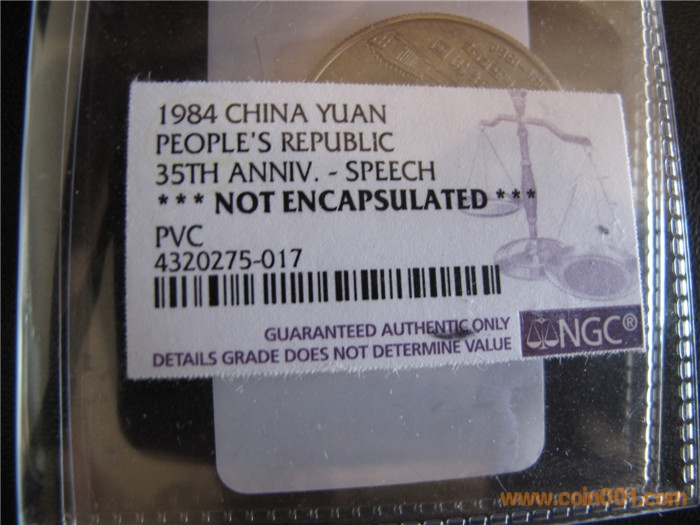 1984 CHINA YUAN
PEOPLE'S REPUBLIC
35TH ANNIV. - SPEECH
*** NOT ENCAPSULATED ***
PVC
4320275-017
GUARANTEED AUTHENTIC ONLY
DETAILS GRADE DOES NOT DETERMINE VALUE
NGC®
www.coin001.com